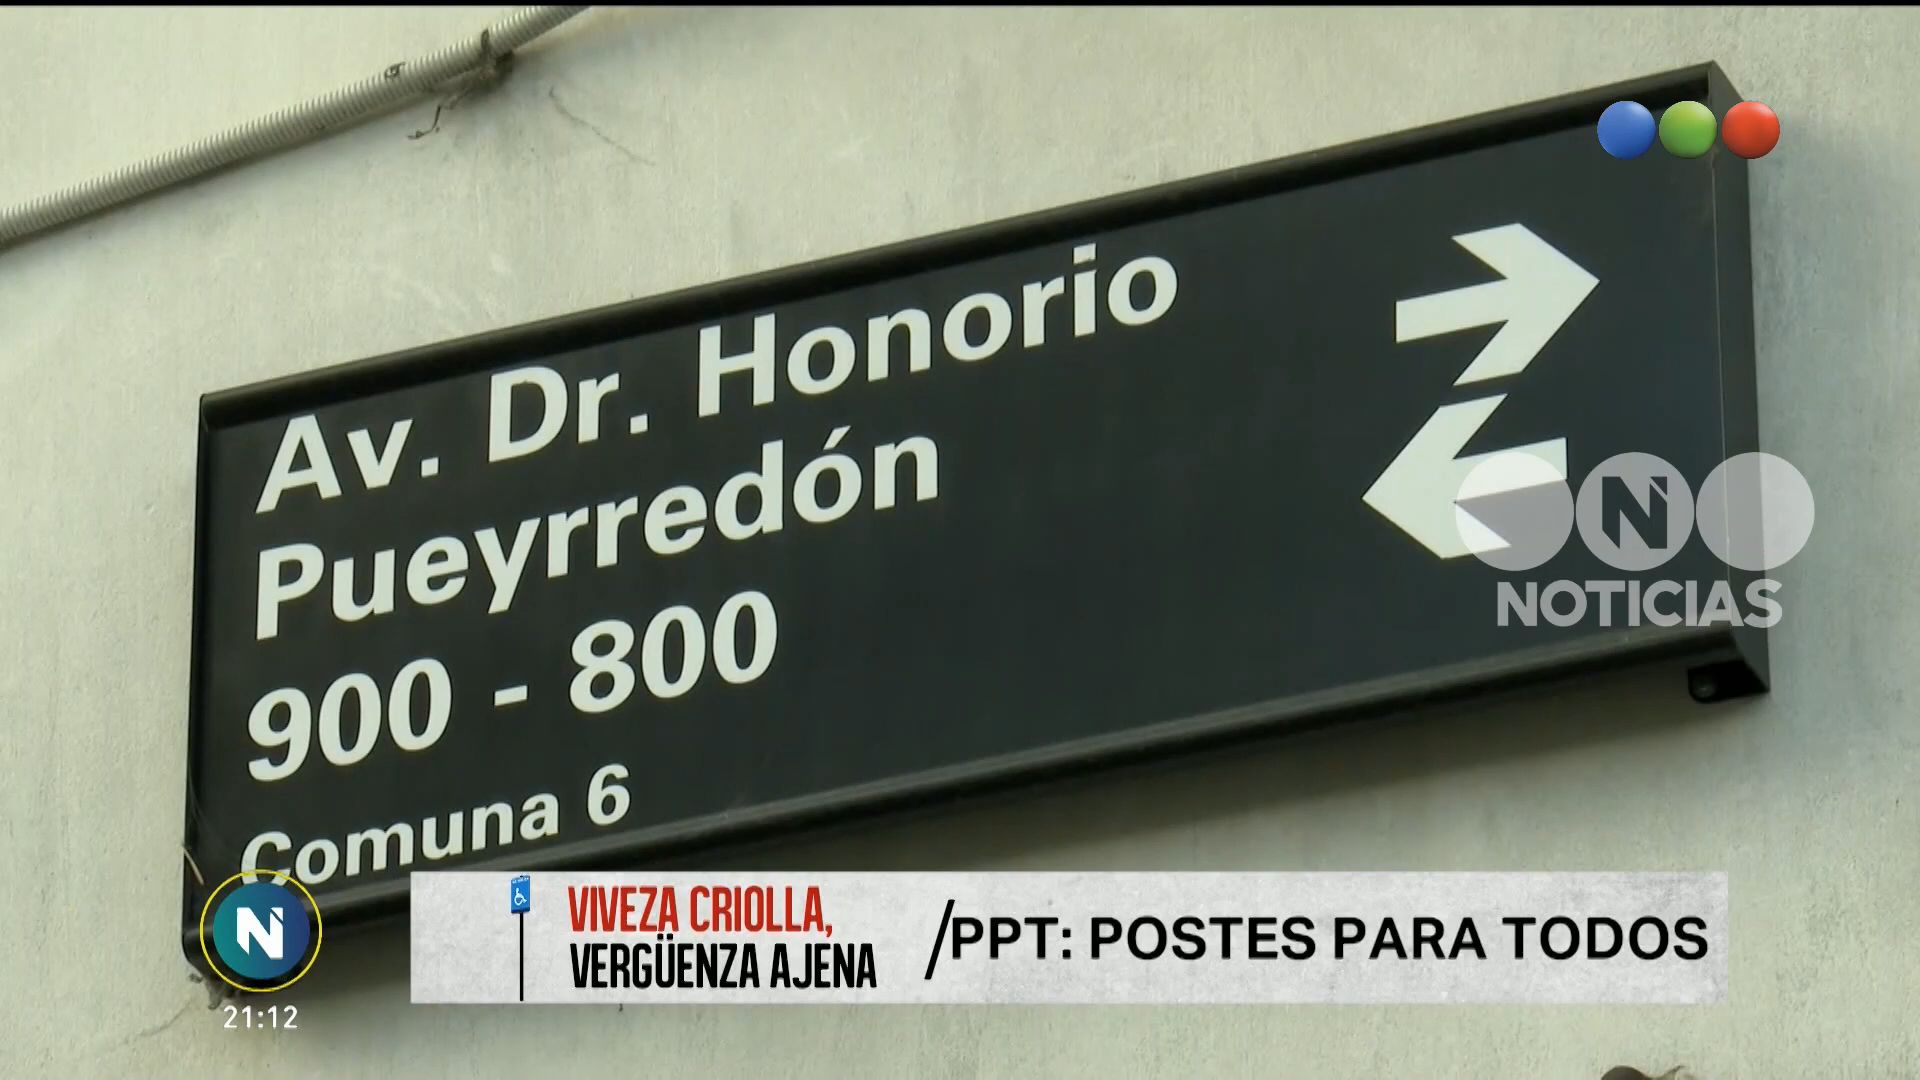 Av. Dr. Honorio
Pueyrredón
900 - 800
Comuna 6
N
NOTICIAS
N
21:12
VIVEZA CRIOLLA,
VERGÜENZA AJENA
/PPT: POSTES PARA TODOS